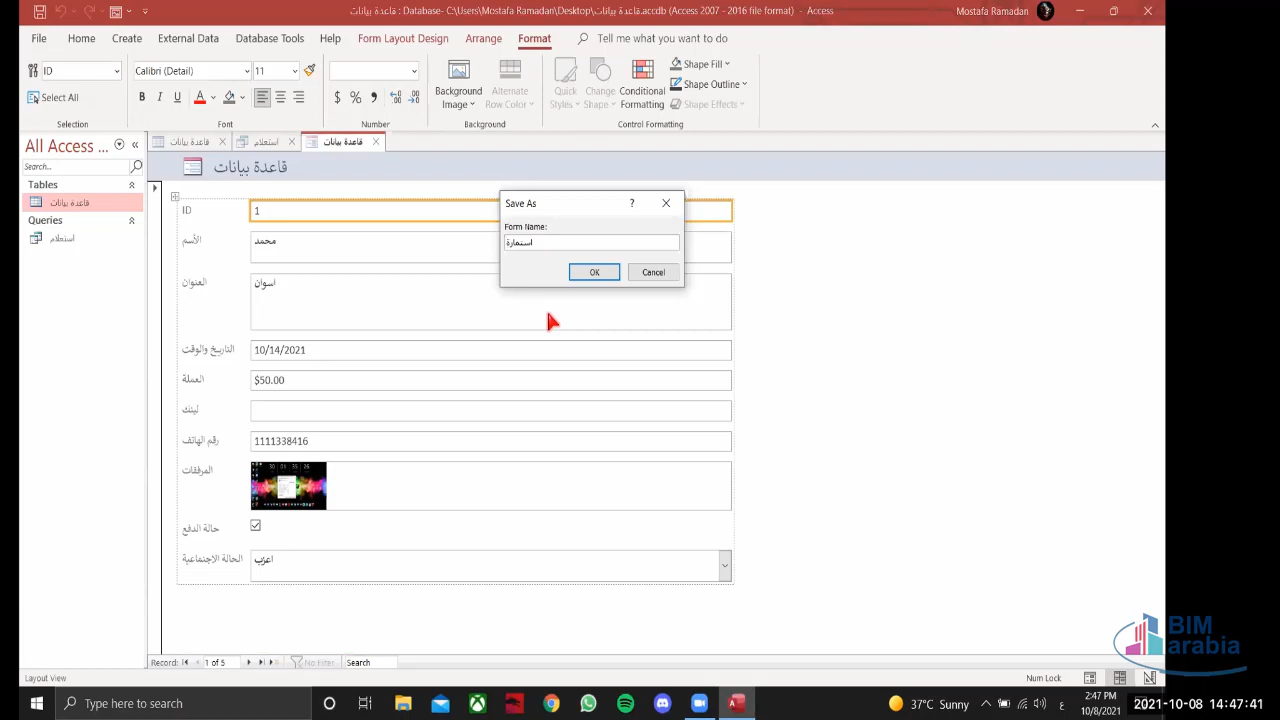 قاعدة بيانات : Database- C:\Users\Mostafa Ramadan\Desktop\قاعدة بيانات.accdb (Access 2007 - 2016 file format) - Access
Mostafa Ramadan
File Home Create External Data Database Tools Help Form Layout Design Arrange Format Tell me what you want to do
ID
Select All
Selection
Calibri (Detail) 11
B I U A
Font
$ % 9
Number
Background Image
Alternate Row Color
Background
Quick Styles
Change Shape
Conditional Formatting
Shape Fill
Shape Outline
Shape Effects
Control Formatting
All Access ...
Search...
Tables
قاعدة بيانات
Queries
استعلام
قاعدة بيانات
استعلام
قاعدة بيانات
قاعدة بيانات
ID 1
الأسم محمد
العنوان اسوان
التاريخ والوقت 10/14/2021
العملة $50.00
لينك
رقم الهاتف 1111338416
المرفقات
حالة الدفع
الحالة الاجتماعية اعزب
Save As ?
Form Name:
استمارة
OK Cancel
Record: 1 of 5 No Filter Search
Layout View
Num Lock
BIM
arabia
Type here to search
37°C Sunny
ع
2:47 PM
10/8/2021
2021-10-08 14:47:41